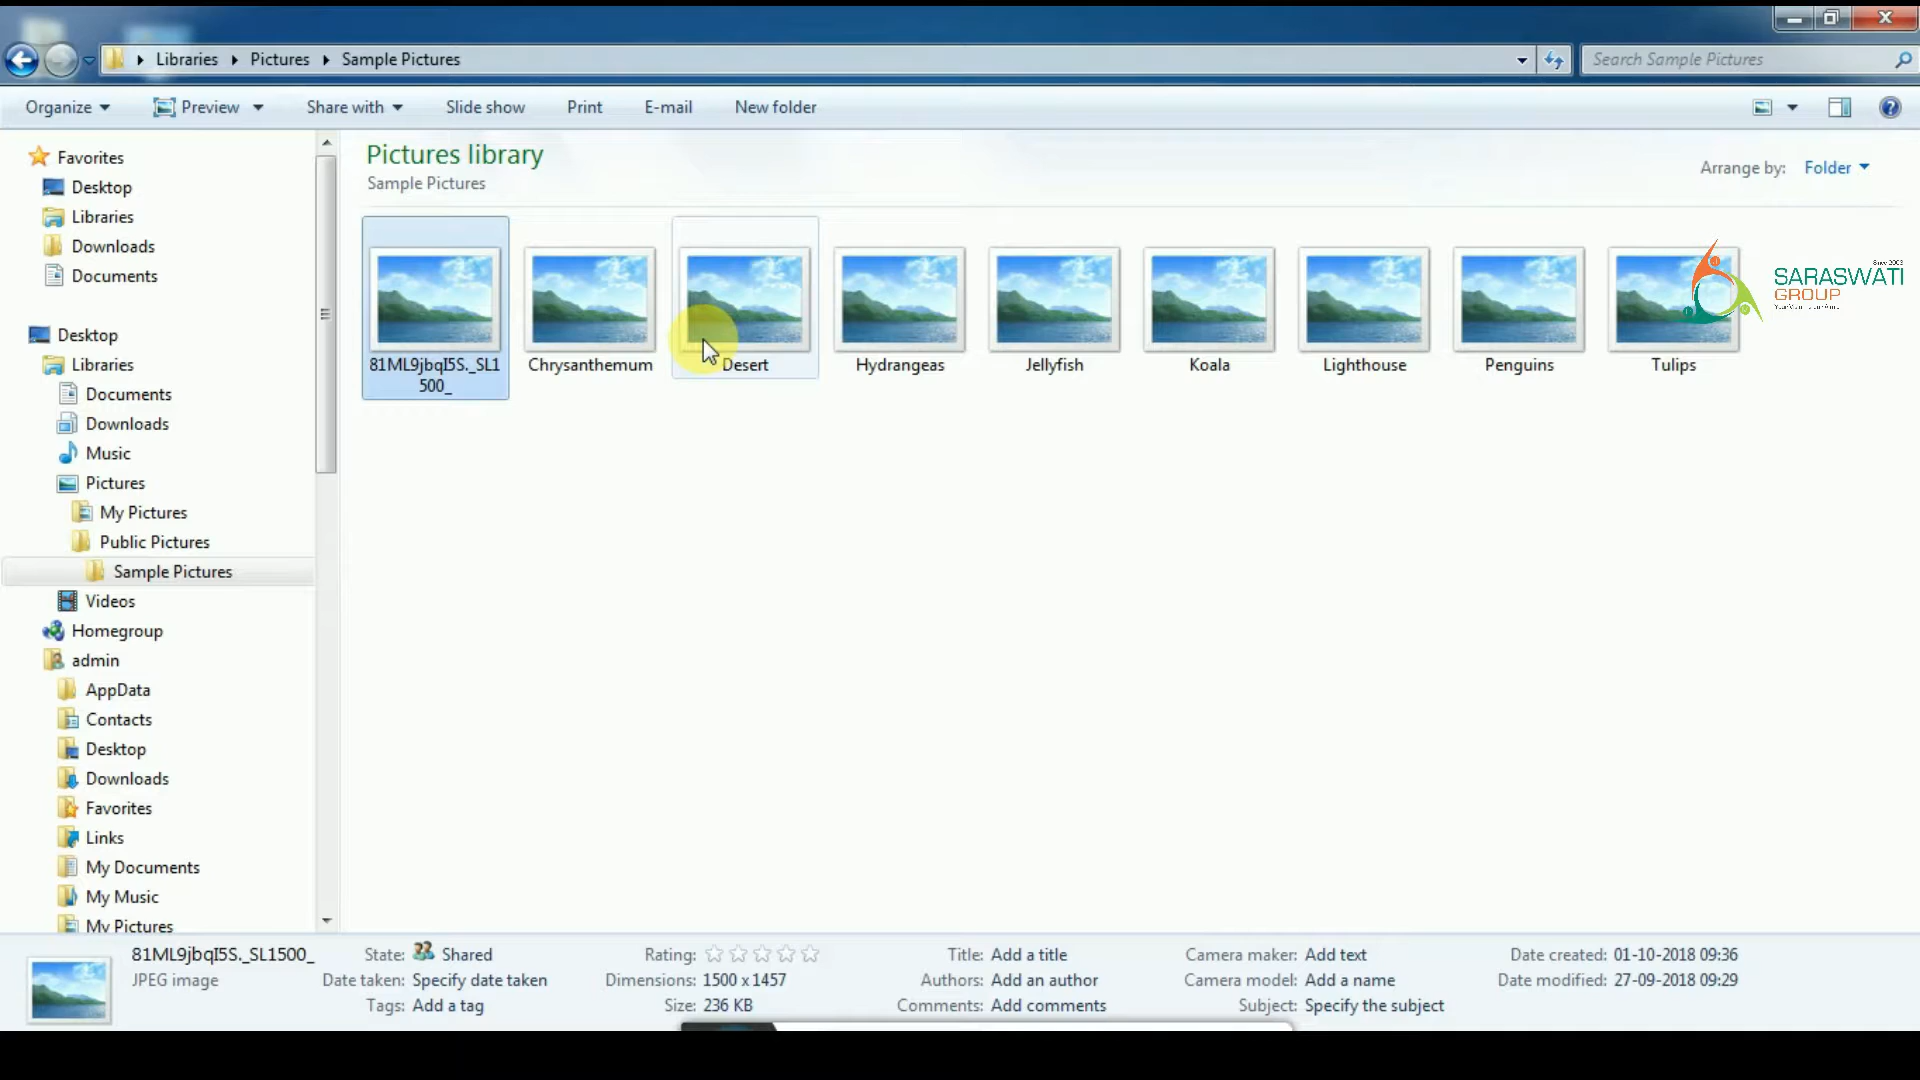 Libraries Pictures Sample Pictures
Search Sample Pictures
Organize Preview Share with Slide show Print E-mail New folder
Favorites
Desktop
Libraries
Downloads
Documents
Desktop
Libraries
Documents
Downloads
Music
Pictures
My Pictures
Public Pictures
Sample Pictures
Videos
Homegroup
admin
AppData
Contacts
Desktop
Downloads
Favorites
Links
My Documents
My Music
My Pictures
Pictures library
Sample Pictures
Arrange by: Folder
Since 2003
SARASWATI
GROUP
81ML9jbqI5S._SL1
500_
Chrysanthemum
Desert
Hydrangeas
Jellyfish
Koala
Lighthouse
Penguins
Tulips
81ML9jbqI5S._SL1500_
JPEG image
State: Shared
Date taken: Specify date taken
Tags: Add a tag
Rating:
Dimensions: 1500 x 1457
Size: 236 KB
Title: Add a title
Authors: Add an author
Comments: Add comments
Camera maker: Add text
Camera model: Add a name
Subject: Specify the subject
Date created: 01-10-2018 09:36
Date modified: 27-09-2018 09:29